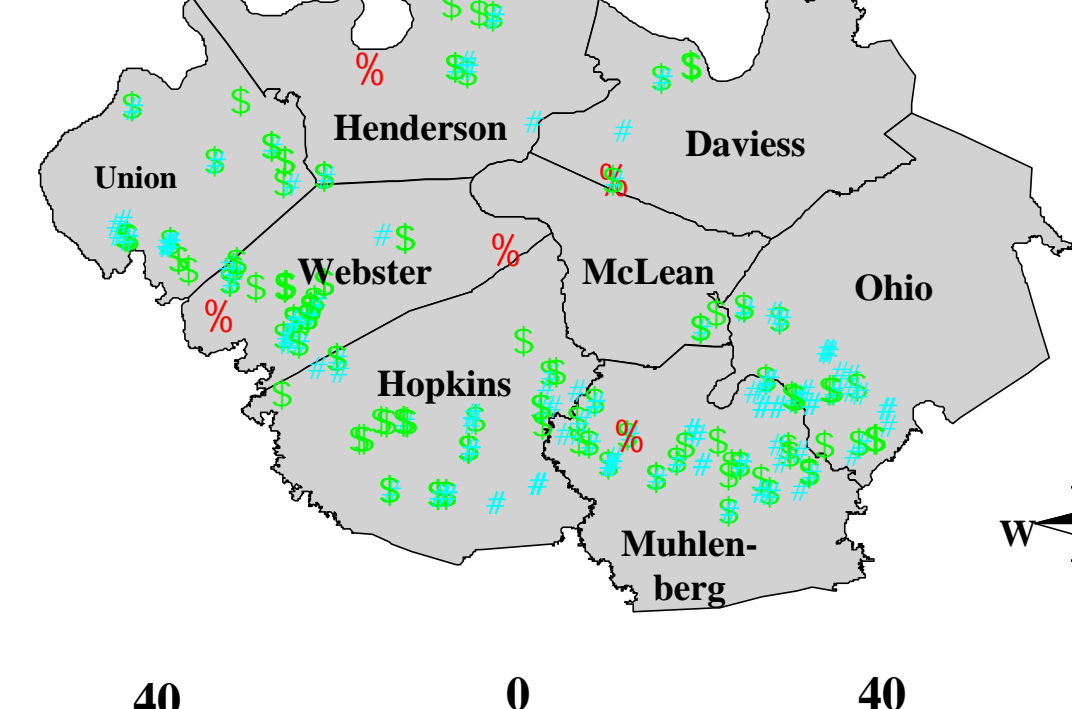 Henderson
Daviess
Union
Webster
McLean
Ohio
Hopkins
W
Muhlen-
berg
40 0 40